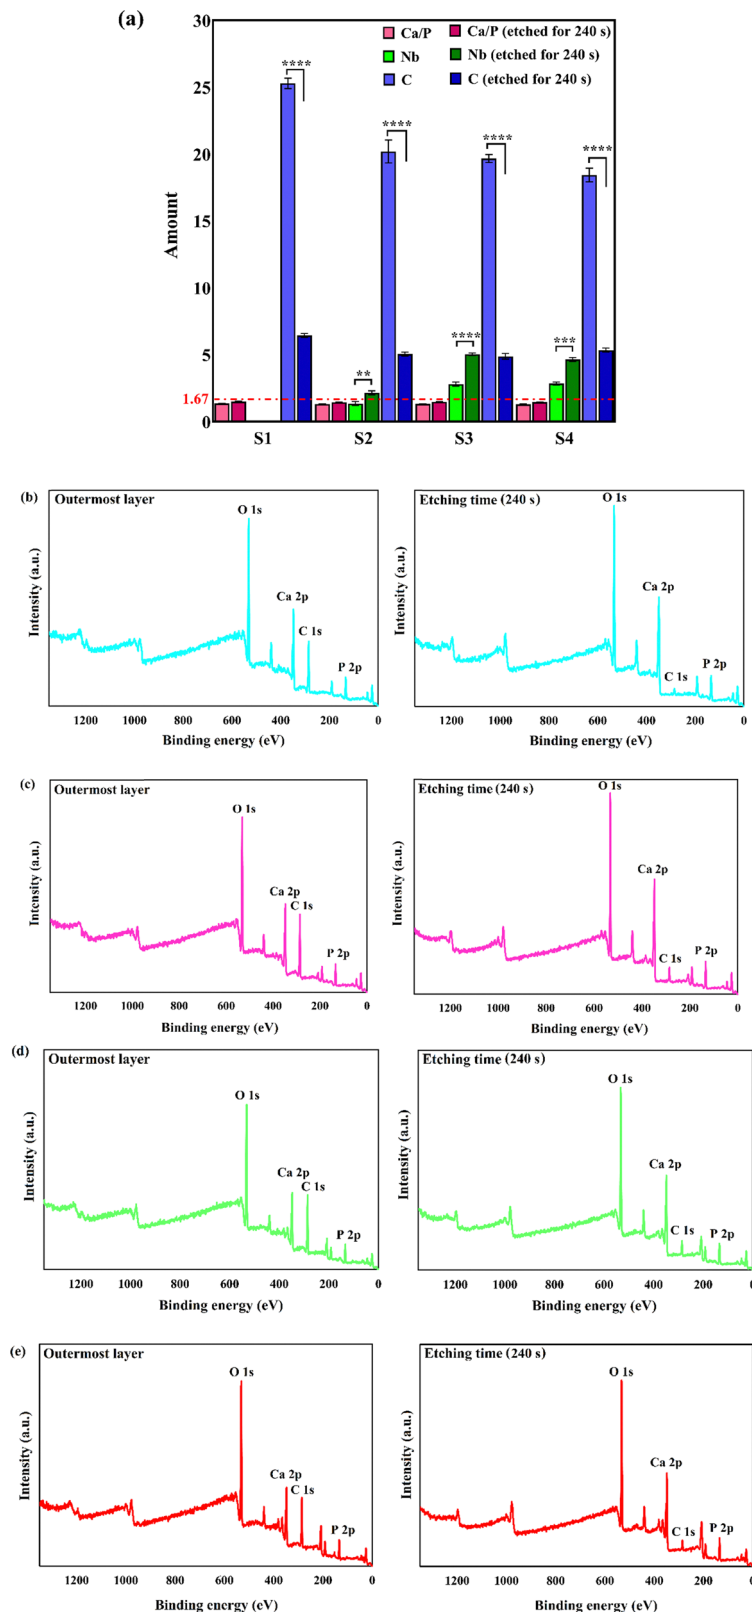 (a)
30
25
20
15
10
5
1.67
0
Amount
Ca/P
Ca/P (etched for 240 s)
Nb
Nb (etched for 240 s)
C
C (etched for 240 s)
****
****
****
****
**
****
***
S1 S2 S3 S4
(b)
Outermost layer
O 1s
Ca 2p
C 1s
P 2p
Intensity (a.u.)
1200 1000 800 600 400 200 0
Binding energy (eV)
Etching time (240 s)
O 1s
Ca 2p
C 1s
P 2p
Intensity (a.u.)
1200 1000 800 600 400 200 0
Binding energy (eV)
(c)
Outermost layer
O 1s
Ca 2p
C 1s
P 2p
Intensity (a.u.)
1200 1000 800 600 400 200 0
Binding energy (eV)
Etching time (240 s)
O 1s
Ca 2p
C 1s
P 2p
Intensity (a.u.)
1200 1000 800 600 400 200 0
Binding energy (eV)
(d)
Outermost layer
O 1s
Ca 2p
C 1s
P 2p
Intensity (a.u.)
1200 1000 800 600 400 200 0
Binding energy (eV)
Etching time (240 s)
O 1s
Ca 2p
C 1s
P 2p
Intensity (a.u.)
1200 1000 800 600 400 200 0
Binding energy (eV)
(e)
Outermost layer
O 1s
Ca 2p
C 1s
P 2p
Intensity (a.u.)
1200 1000 800 600 400 200 0
Binding energy (eV)
Etching time (240 s)
O 1s
Ca 2p
C 1s
P 2p
Intensity (a.u.)
1200 1000 800 600 400 200 0
Binding energy (eV)